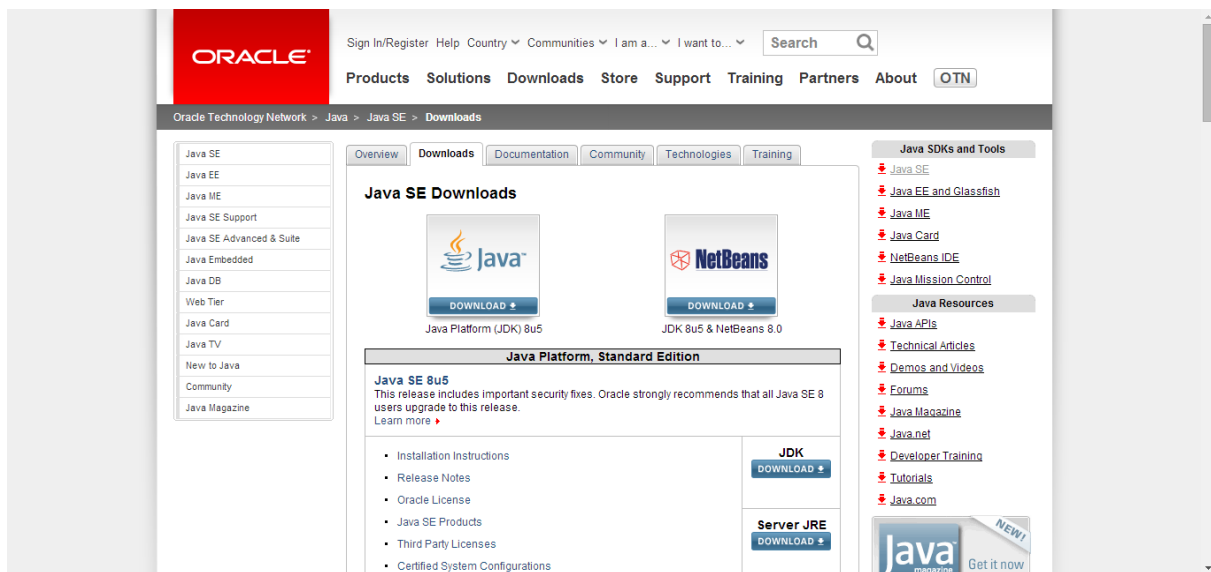 ORACLE
Sign In/Register Help Country Communities I am a... I want to... Search
Products Solutions Downloads Store Support Training Partners About OTN
Oracle Technology Network > Java > Java SE > Downloads
Java SE
Java EE
Java ME
Java SE Support
Java SE Advanced & Suite
Java Embedded
Java DB
Web Tier
Java Card
Java TV
New to Java
Community
Java Magazine
Overview Downloads Documentation Community Technologies Training
Java SE Downloads
Java
DOWNLOAD
Java Platform (JDK) 8u5
NetBeans
DOWNLOAD
JDK 8u5 & NetBeans 8.0
Java Platform, Standard Edition
Java SE 8u5
This release includes important security fixes. Oracle strongly recommends that all Java SE 8
users upgrade to this release.
Learn more
Installation Instructions
Release Notes
Oracle License
Java SE Products
Third Party Licenses
Certified System Configurations
JDK
DOWNLOAD
Server JRE
DOWNLOAD
Java SDKs and Tools
Java SE
Java EE and Glassfish
Java ME
Java Card
NetBeans IDE
Java Mission Control
Java Resources
Java APIs
Technical Articles
Demos and Videos
Forums
Java Magazine
Java.net
Developer Training
Tutorials
Java.com
NEW!
Java
magazine
Get it now